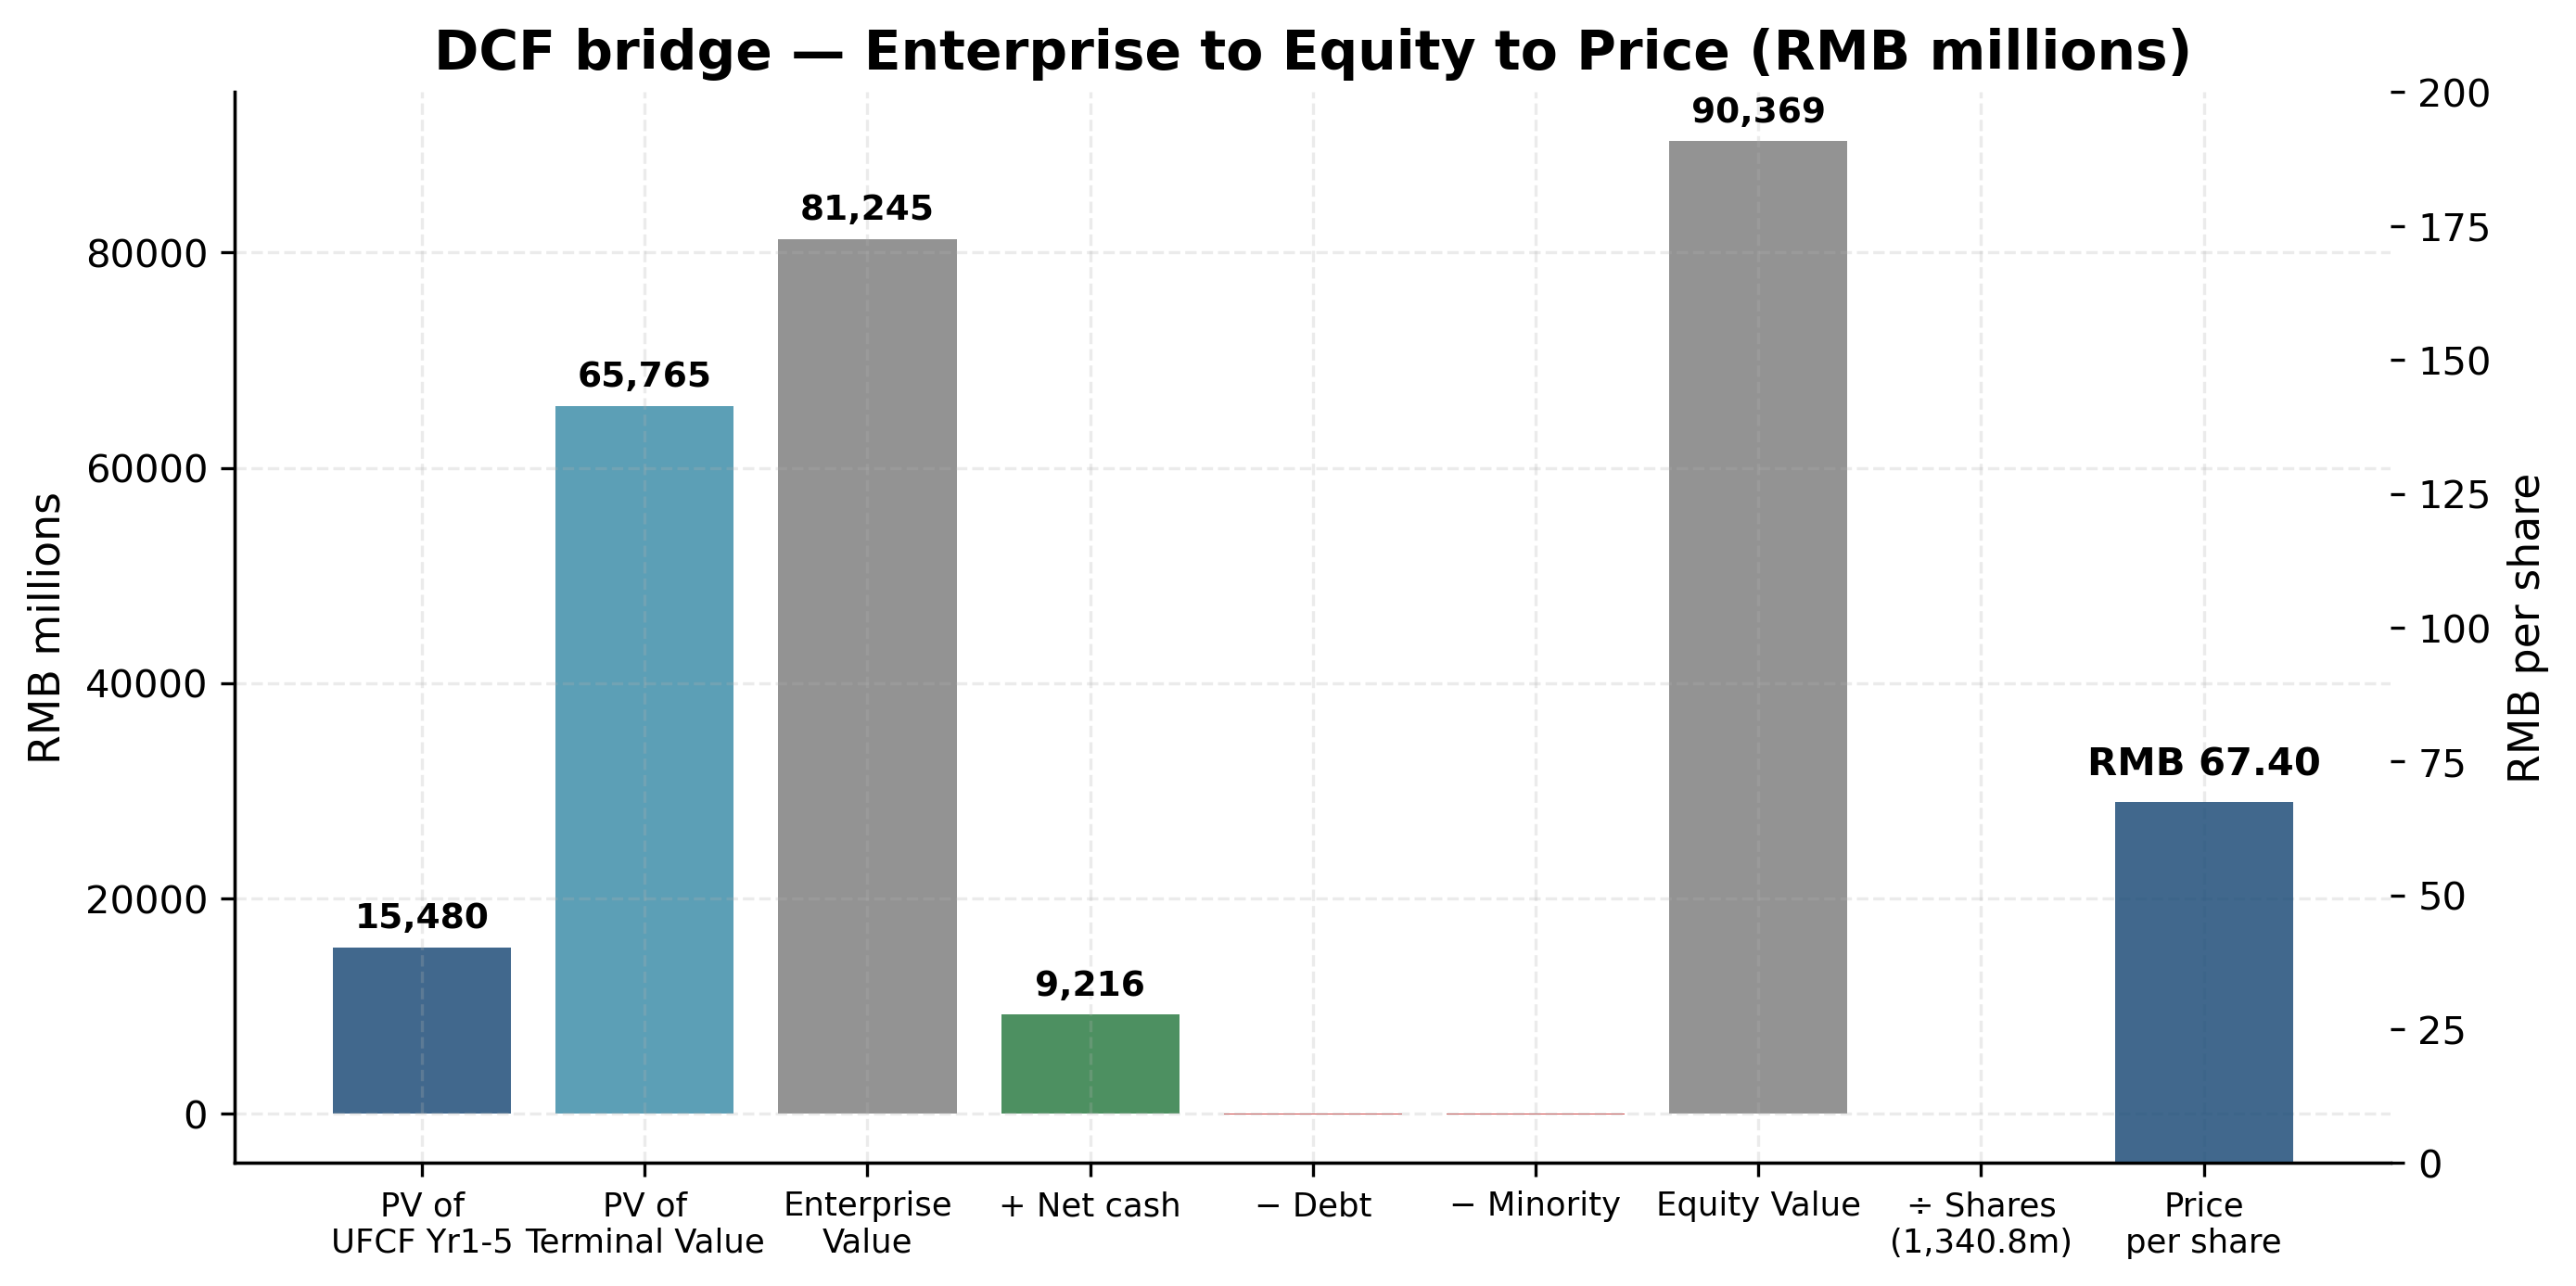 DCF bridge — Enterprise to Equity to Price (RMB millions)
RMB millions
80000
60000
40000
20000
0
15,480
65,765
81,245
9,216
90,369
RMB 67.40
200
175
150
125
100
75
50
25
0
RMB per share
PV of
UFCF Yr1-5
PV of
Terminal Value
Enterprise
Value
+ Net cash
− Debt
− Minority
Equity Value
÷ Shares
(1,340.8m)
Price
per share